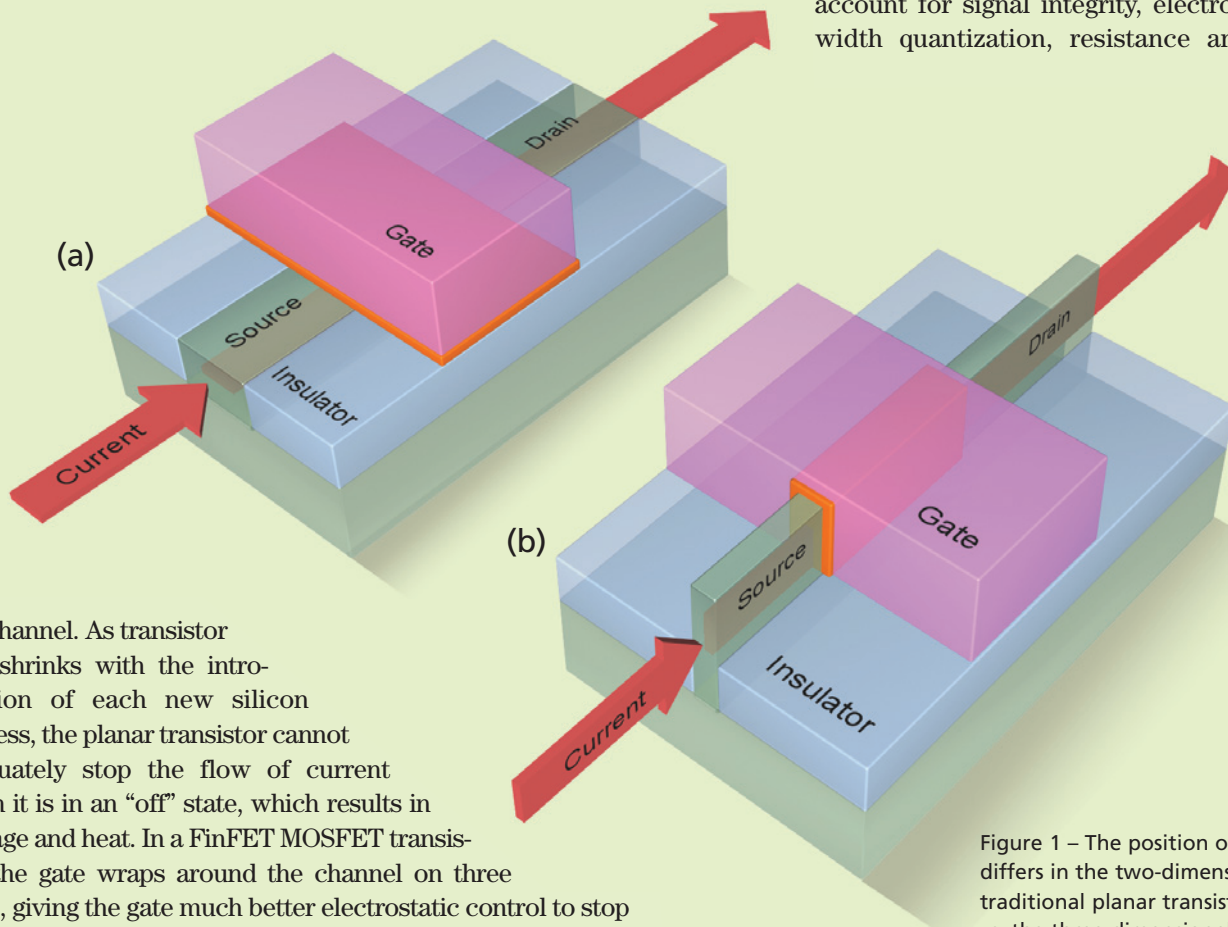 account for signal integrity, electro
width quantization, resistance an
(a)
Drain
Gate
Source
Insulator
Current
(b)
Drain
Gate
Source
Insulator
Current
hannel. As transistor
shrinks with the intro-
ion of each new silicon
ess, the planar transistor cannot
uately stop the flow of current
n it is in an “off” state, which results in
age and heat. In a FinFET MOSFET transis-
he gate wraps around the channel on three
, giving the gate much better electrostatic control to stop
Figure 1 – The position o
differs in the two-dimens
traditional planar transist